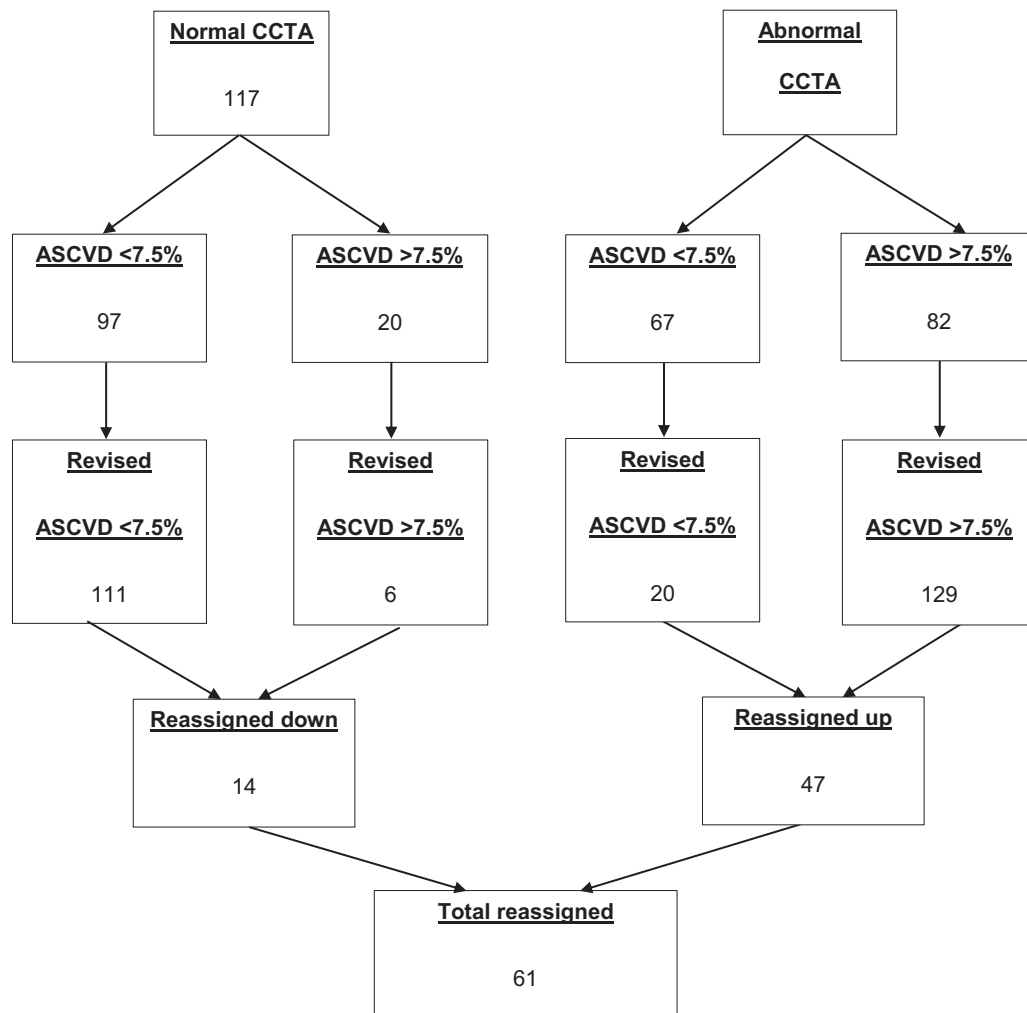 Normal CCTA
117
Abnormal
CCTA
ASCVD <7.5%
97
ASCVD >7.5%
20
ASCVD <7.5%
67
ASCVD >7.5%
82
Revised
ASCVD <7.5%
111
Revised
ASCVD >7.5%
6
Revised
ASCVD <7.5%
20
Revised
ASCVD >7.5%
129
Reassigned down
14
Reassigned up
47
Total reassigned
61